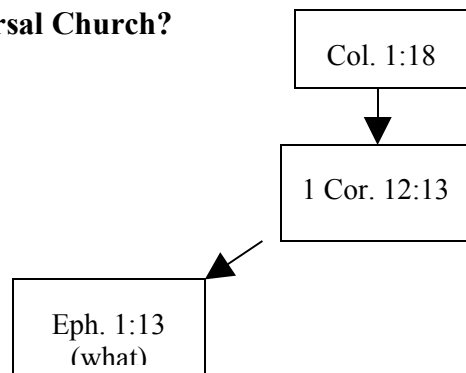 rsal Church?
Col. 1:18
1 Cor. 12:13
Eph. 1:13
(what)